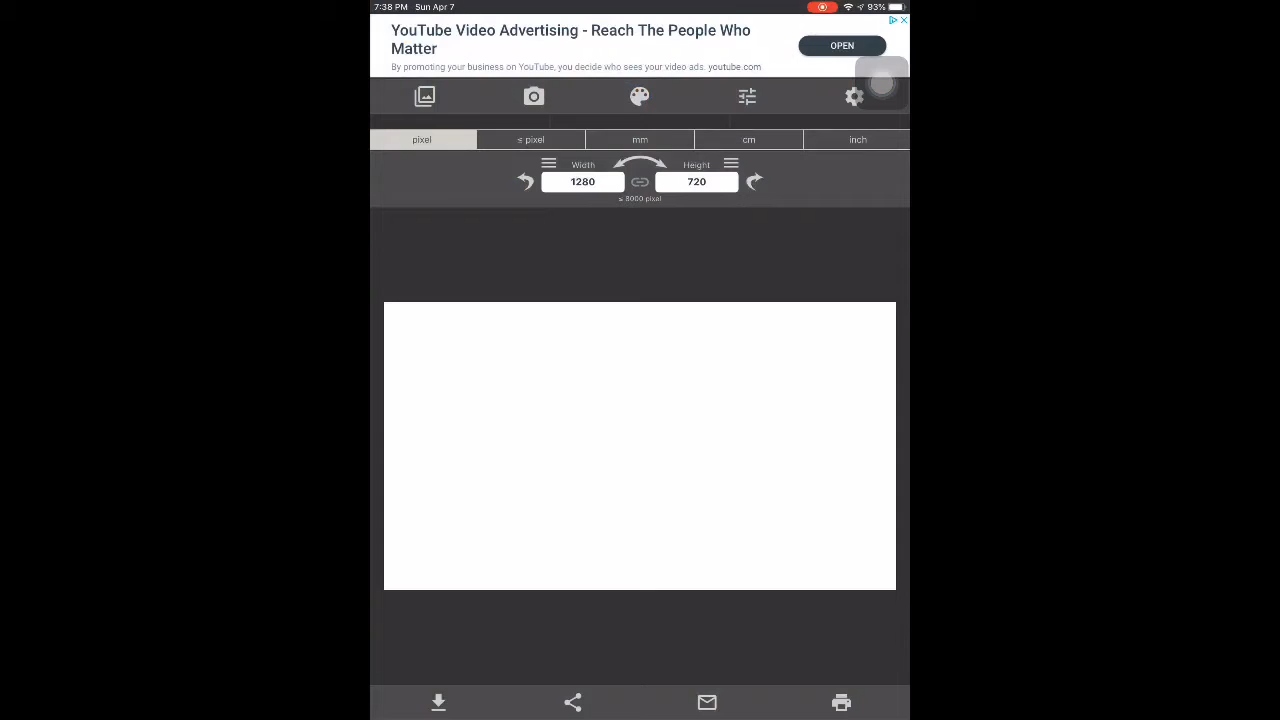 7:38 PM Sun Apr 7
93%
YouTube Video Advertising - Reach The People Who
Matter
By promoting your business on YouTube, you decide who sees your video ads. youtube.com
OPEN
pixel
≤ pixel
mm
cm
inch
Width
Height
1280
720
≤ 8000 pixel